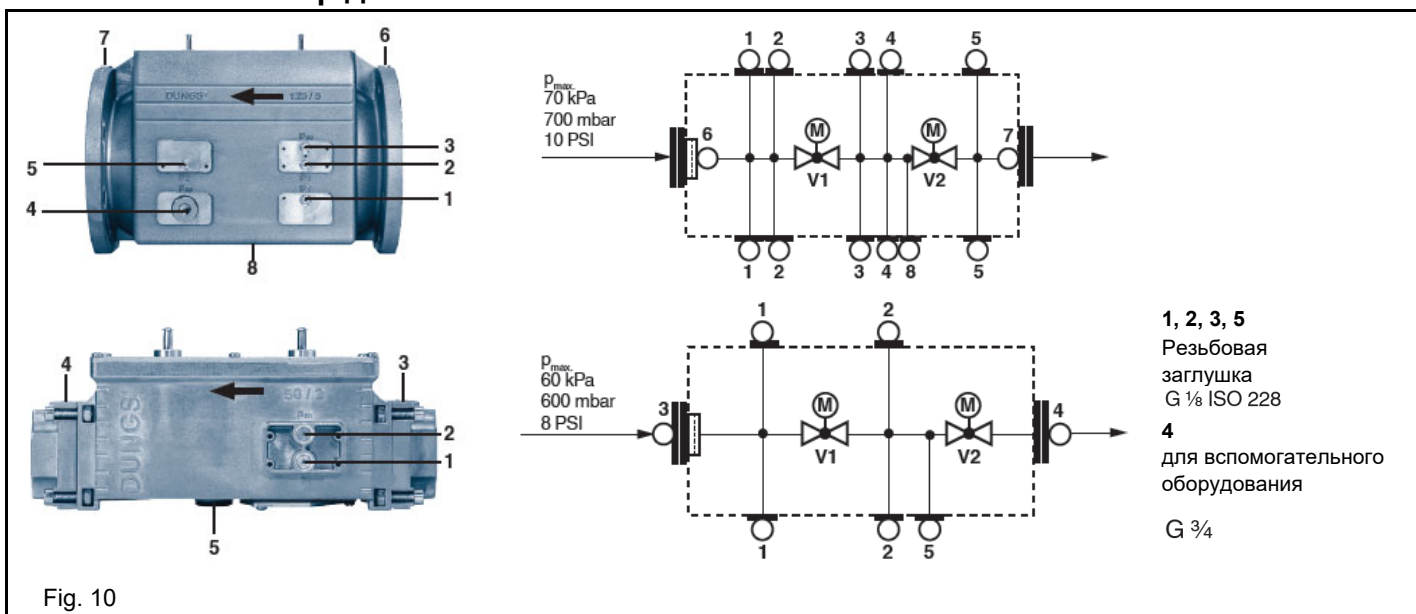 7
6
DUNGS
125 / 5
5
4
3
2
1
8
1 2 3 4 5
pmax.
70 kPa
700 mbar
10 PSI
6
M
M
7
V1
V2
1 2 3 4 8 5
4
3
50 / 2
DUNGS
2
1
5
1 2
pmax.
60 kPa
600 mbar
8 PSI
3
M
M
4
V1
V2
1 2 5
1, 2, 3, 5
Резьбовая
заглушка
G ⅛ ISO 228
4
для вспомогательного
оборудования
G ¾
Fig. 10